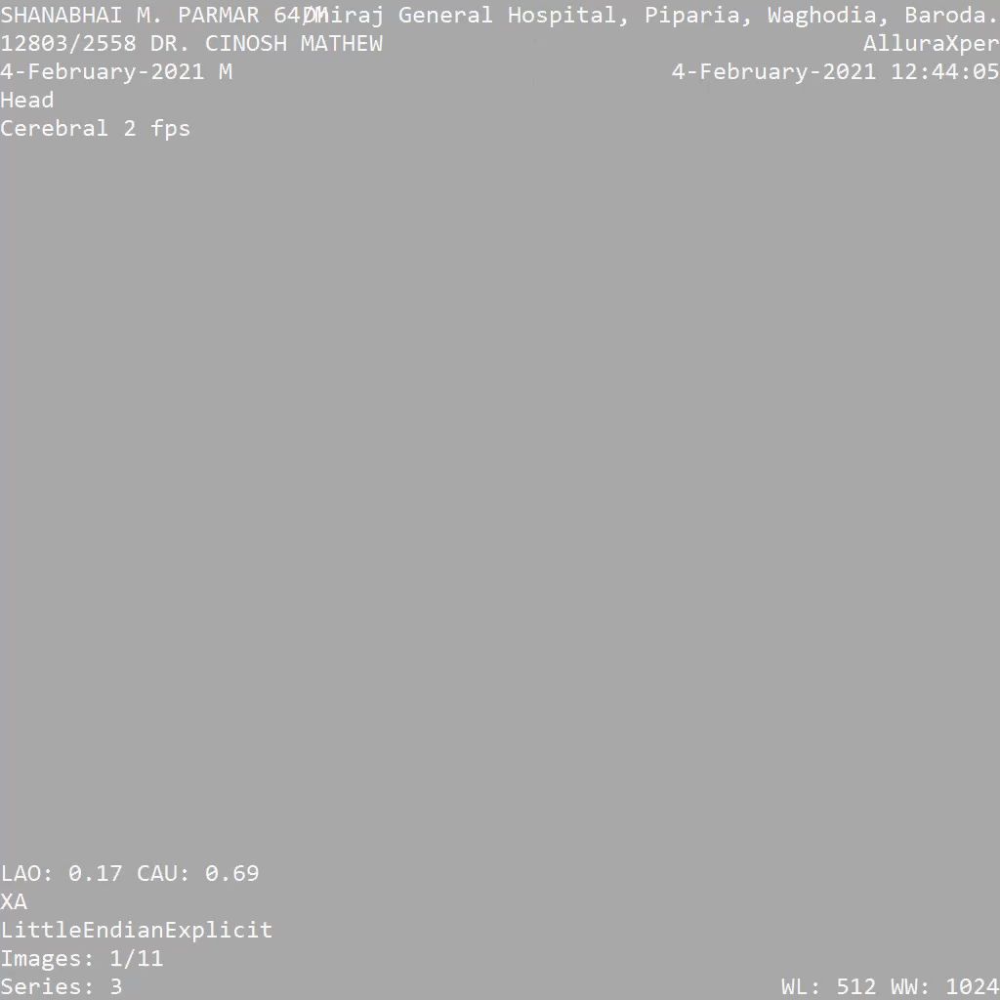 SHANABHAI M. PARMAR 64/M
Dhiraj General Hospital, Piparia, Waghodia, Baroda.
12803/2558 DR. CINOSH MATHEW
AlluraXper
4-February-2021 M
4-February-2021 12:44:05
Head
Cerebral 2 fps
LAO: 0.17 CAU: 0.69
XA
LittleEndianExplicit
Images: 1/11
Series: 3
WL: 512 WW: 1024